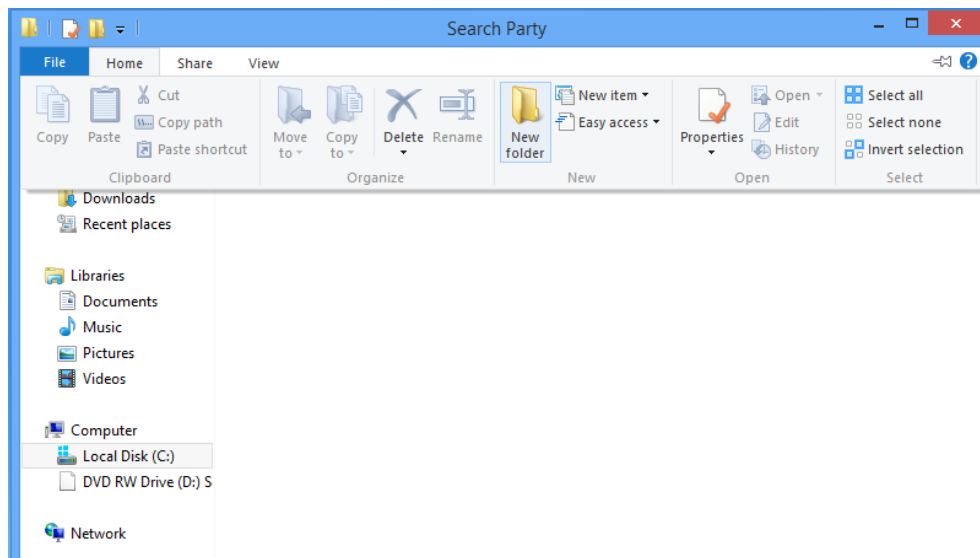 Search Party
File Home Share View
Copy
Paste
Cut
Copy path
Paste shortcut
Clipboard
Move to
Copy to
Delete
Rename
Organize
New folder
New item
Easy access
New
Properties
Open
Edit
History
Open
Select all
Select none
Invert selection
Select
Downloads
Recent places
Libraries
Documents
Music
Pictures
Videos
Computer
Local Disk (C:)
DVD RW Drive (D:) S
Network